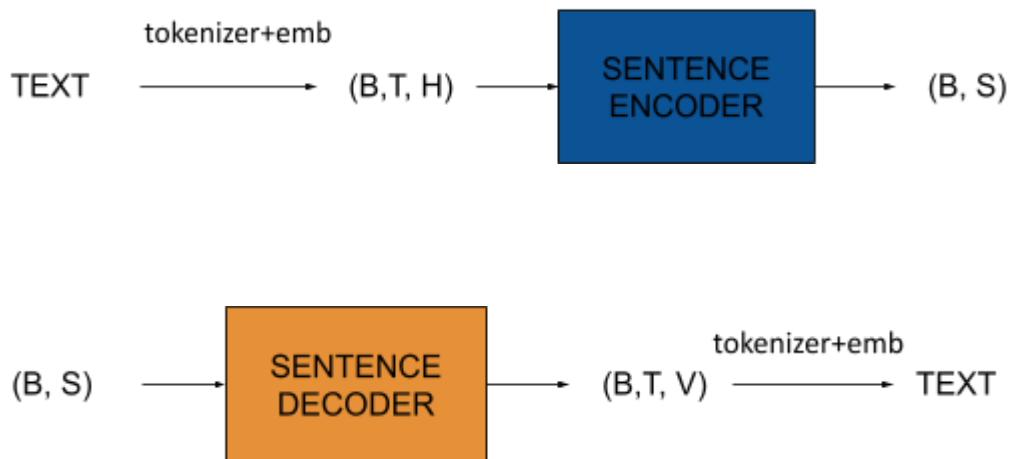 tokenizer+emb
TEXT
(B,T, H)
SENTENCE
ENCODER
(B, S)
(B, S)
SENTENCE
DECODER
(B,T, V)
tokenizer+emb
TEXT